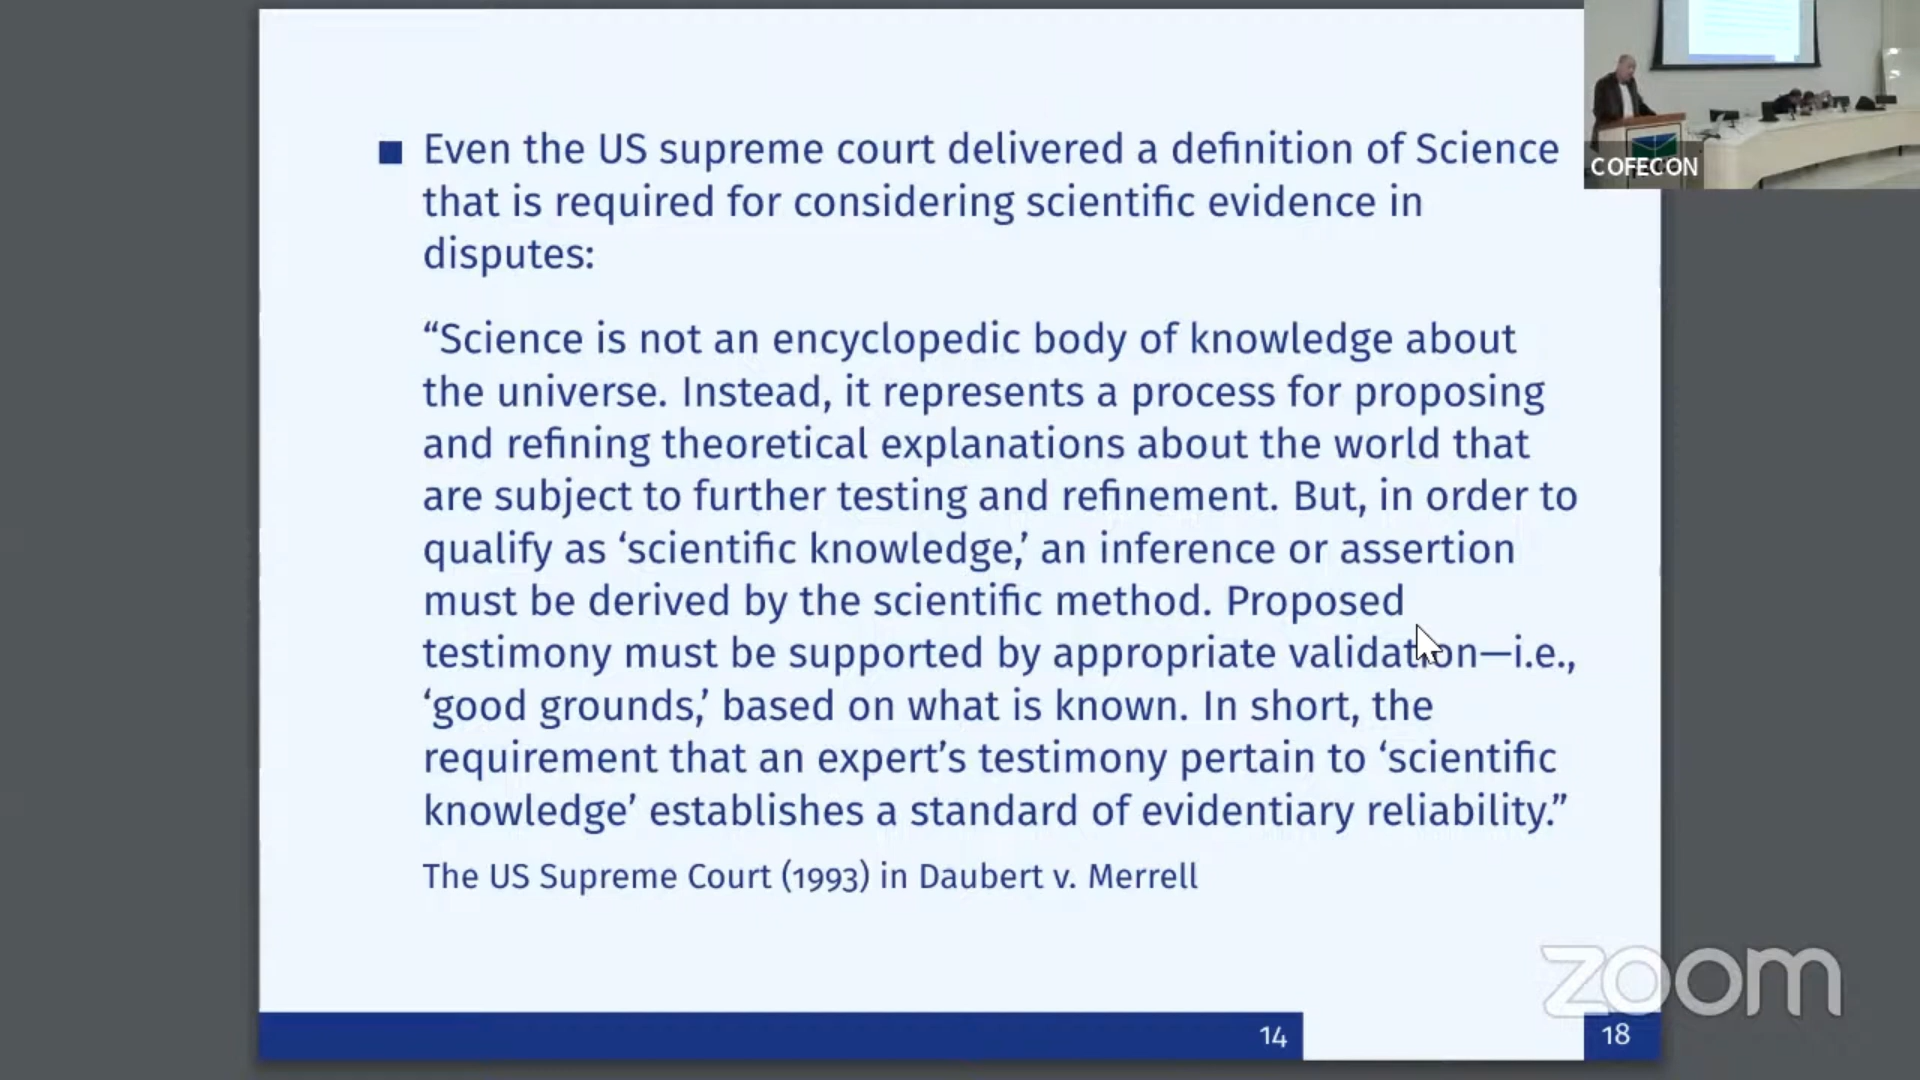 Even the US supreme court delivered a definition of Science
that is required for considering scientific evidence in
disputes:
“Science is not an encyclopedic body of knowledge about
the universe. Instead, it represents a process for proposing
and refining theoretical explanations about the world that
are subject to further testing and refinement. But, in order to
qualify as ‘scientific knowledge,’ an inference or assertion
must be derived by the scientific method. Proposed
testimony must be supported by appropriate validation—i.e.,
‘good grounds,’ based on what is known. In short, the
requirement that an expert’s testimony pertain to ‘scientific
knowledge’ establishes a standard of evidentiary reliability.”
The US Supreme Court (1993) in Daubert v. Merrell
14
18
COFECON
zoom